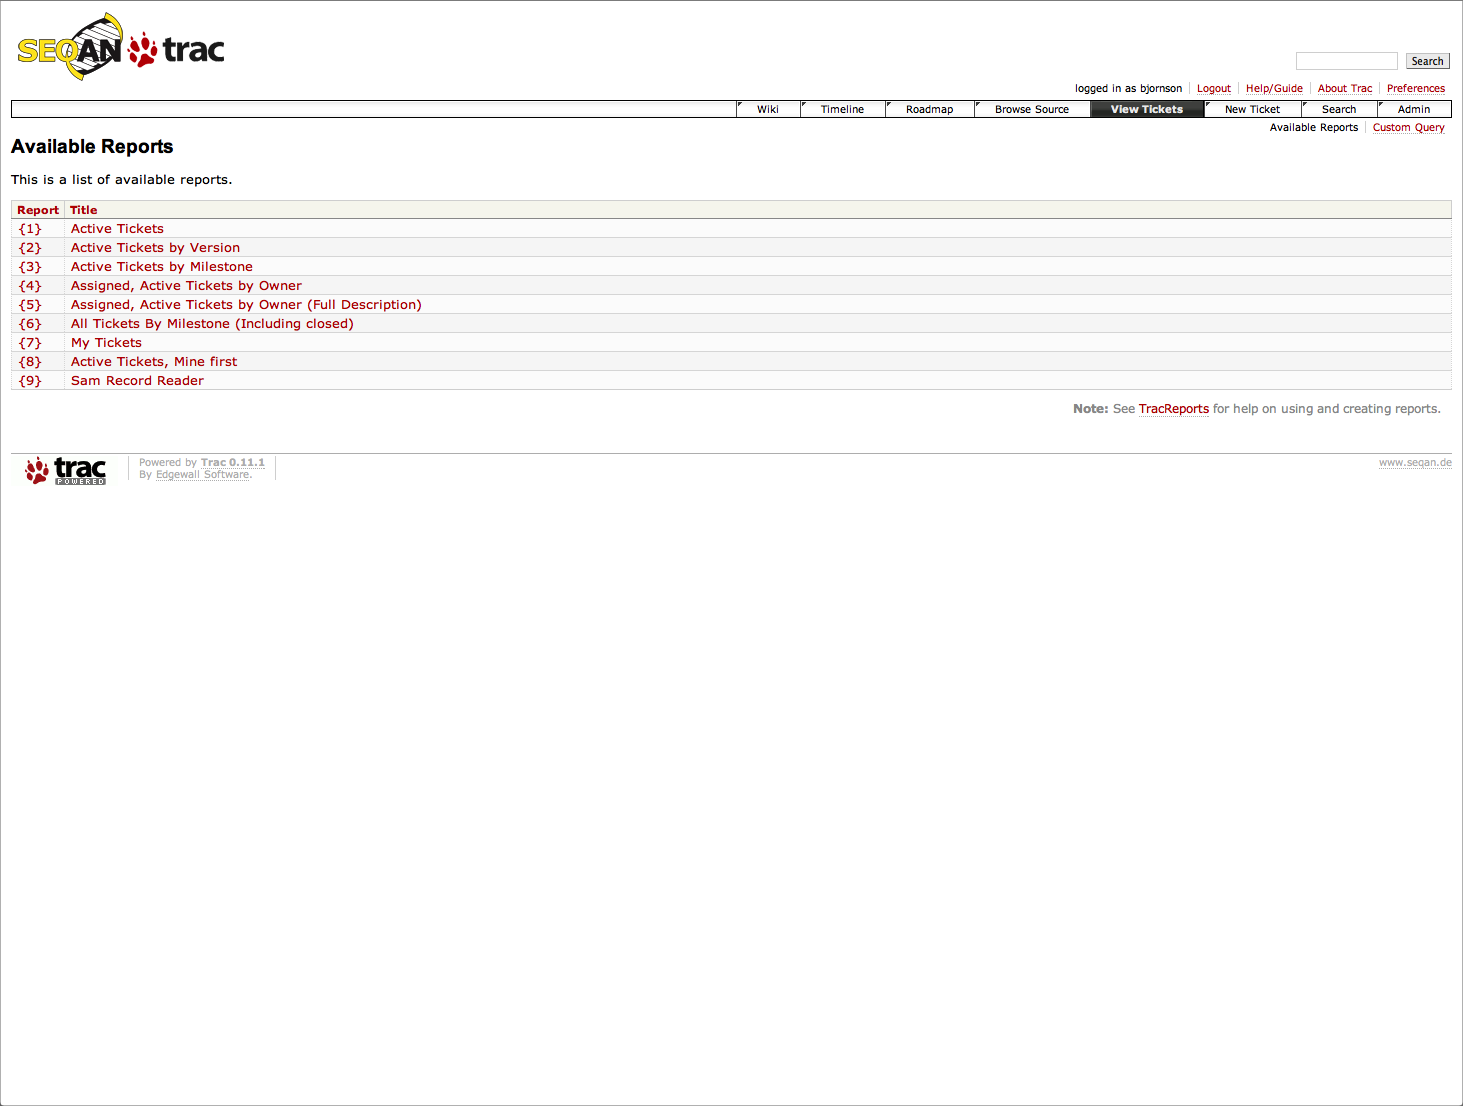 SEQAN trac
Search
logged in as bjornson Logout Help/Guide About Trac Preferences
Wiki Timeline Roadmap Browse Source View Tickets New Ticket Search Admin
Available Reports Custom Query
Available Reports
This is a list of available reports.
Report Title
{1} Active Tickets
{2} Active Tickets by Version
{3} Active Tickets by Milestone
{4} Assigned, Active Tickets by Owner
{5} Assigned, Active Tickets by Owner (Full Description)
{6} All Tickets By Milestone (Including closed)
{7} My Tickets
{8} Active Tickets, Mine first
{9} Sam Record Reader
Note: See TracReports for help on using and creating reports.
trac POWERED
Powered by Trac 0.11.1
By Edgewall Software.
www.seqan.de